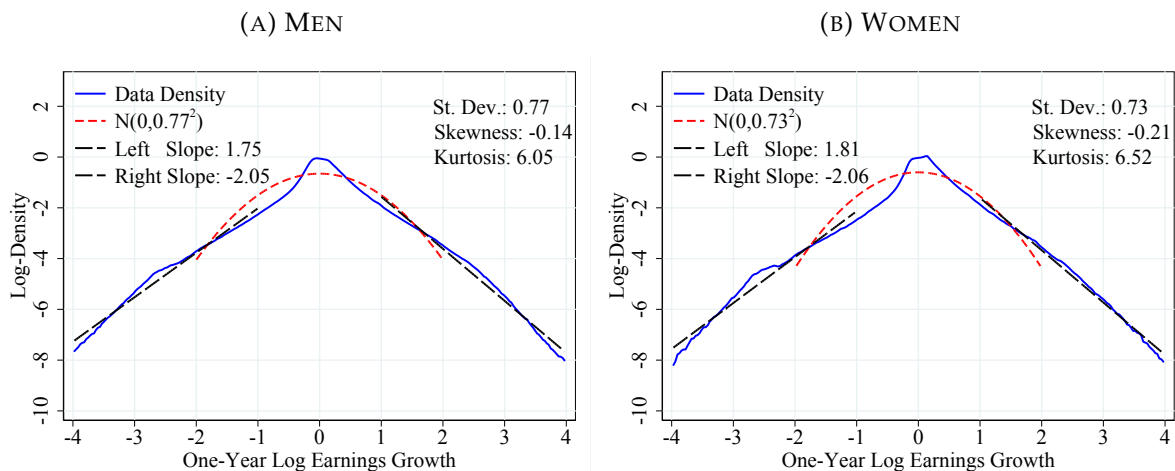 (A) MEN
Data Density
N(0,0.77²)
Left Slope: 1.75
Right Slope: -2.05
St. Dev.: 0.77
Skewness: -0.14
Kurtosis: 6.05
Log-Density
2
0
-2
-4
-6
-8
-10
-4 -3 -2 -1 0 1 2 3 4
One-Year Log Earnings Growth
(B) WOMEN
Data Density
N(0,0.73²)
Left Slope: 1.81
Right Slope: -2.06
St. Dev.: 0.73
Skewness: -0.21
Kurtosis: 6.52
Log-Density
2
0
-2
-4
-6
-8
-10
-4 -3 -2 -1 0 1 2 3 4
One-Year Log Earnings Growth